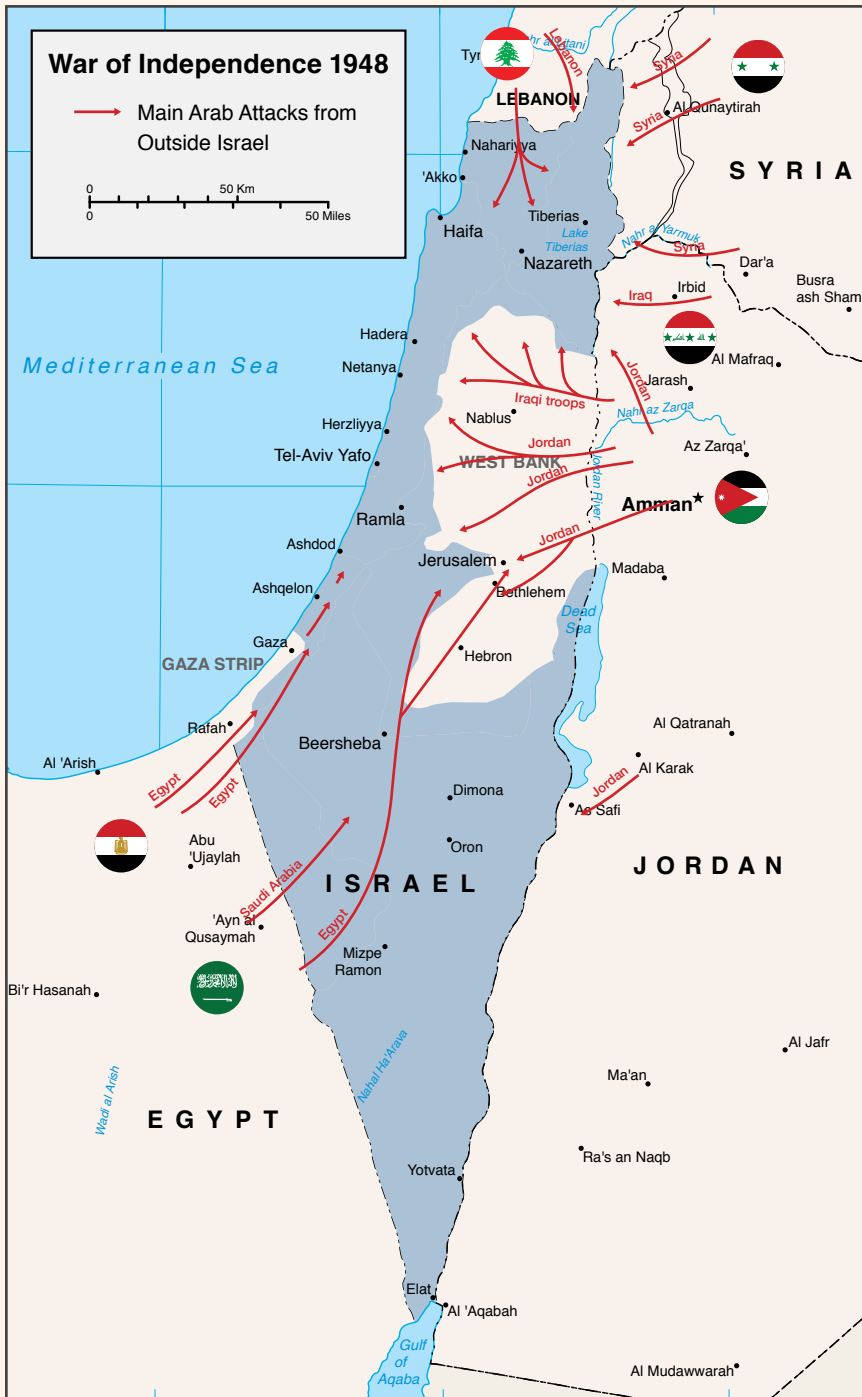 War of Independence 1948
Main Arab Attacks from
Outside Israel
0
50 Km
0
50 Miles
Lebanon
LEBANON
Syria
Syria
Al Qunaytirah
SYRIA
Nahariyya
'Akko
Haifa
Tiberias
Lake
Tiberias
Nazareth
Nahr al Yarmuk
Syria
Dar'a
Busra
ash Sham
Iraq
Irbid
Al Mafraq
Mediterranean Sea
Hadera
Netanya
Jordan
Jarash
Iraqi troops
Nablus
Nahr az Zarqa
Herzliyya
Tel-Aviv Yafo
Jordan
WEST BANK
Jordan
Jordan River
Az Zarqa'
Ramla
Amman
Ashdod
Jordan
Jerusalem
Madaba
Ashqelon
Bethlehem
Dead
Sea
Gaza
GAZA STRIP
Hebron
Rafah
Beersheba
Al Qatranah
Al 'Arish
Al Karak
Egypt
Egypt
Dimona
Jordan
As Safi
Abu
'Ujaylah
Oron
ISRAEL
JORDAN
Saudi Arabia
'Ayn al
Qusaymah
Egypt
Mizpe
Ramon
Bi'r Hasanah
Nahal Ha'Arava
Al Jafr
Wadi al Arish
Ma'an
EGYPT
Ra's an Naqb
Yotvata
Elat
Al 'Aqabah
Gulf
of
Aqaba
Al Mudawwarah